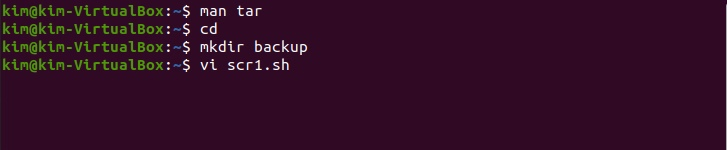 kim@kim-VirtualBox:~$ man tar
kim@kim-VirtualBox:~$ cd
kim@kim-VirtualBox:~$ mkdir backup
kim@kim-VirtualBox:~$ vi scr1.sh